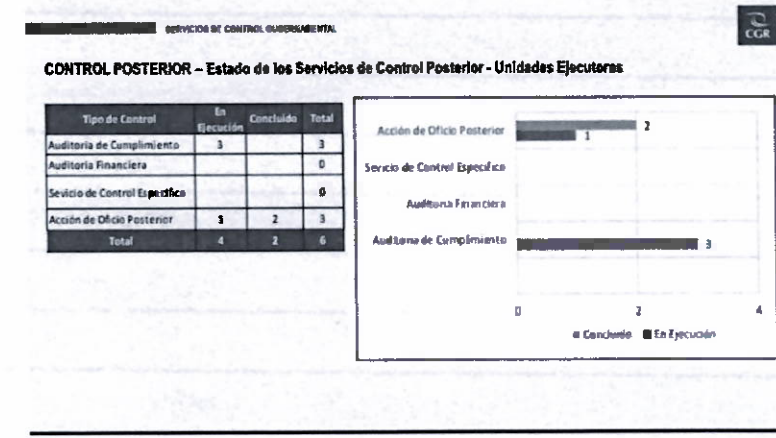 SERVICIOS DE CONTROL GUBERNAMENTAL
CGR
CONTROL POSTERIOR – Estado de los Servicios de Control Posterior - Unidades Ejecutoras
Tipo de Control En Ejecución Concluido Total
Auditoria de Cumplimiento 3 3
Auditoria Financiera 0
Sevicio de Control Especifico 0
Acción de Oficio Posterior 1 2 3
Total 4 2 6
Acción de Oficio Posterior 2
1
Servicio de Control Especifico
Auditoria Financiera
Auditoria de Cumplimiento 3
0 2 4
Concluido En Ejecución